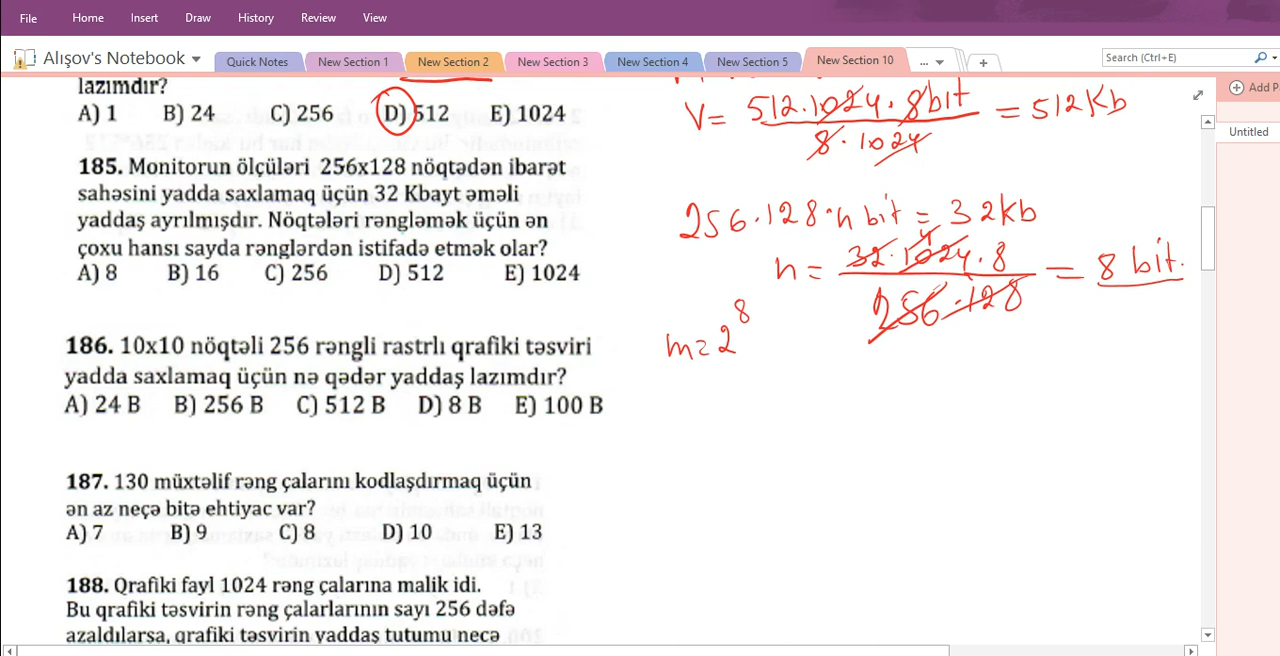 File Home Insert Draw History Review View
Alışov's Notebook Quick Notes New Section 1 New Section 2 New Section 3 New Section 4 New Section 5 New Section 10 ... + Search (Ctrl+E)
Add P
Untitled
lazımdır?
A) 1 B) 24 C) 256 D) 512 E) 1024
185. Monitorun ölçüləri 256x128 nöqtədən ibarət
sahəsini yadda saxlamaq üçün 32 Kbayt əməli
yaddaş ayrılmışdır. Nöqtələri rəngləmək üçün ən
çoxu hansı sayda rənglərdən istifadə etmək olar?
A) 8 B) 16 C) 256 D) 512 E) 1024
186. 10x10 nöqtəli 256 rəngli rastrlı qrafiki təsviri
yadda saxlamaq üçün nə qədər yaddaş lazımdır?
A) 24 B B) 256 B C) 512 B D) 8 B E) 100 B
187. 130 müxtəlif rəng çalarını kodlaşdırmaq üçün
ən az neçə bitə ehtiyac var?
A) 7 B) 9 C) 8 D) 10 E) 13
188. Qrafiki fayl 1024 rəng çalarına malik idi.
Bu qrafiki təsvirin rəng çalarlarının sayı 256 dəfə
azaldılarsa, qrafiki təsvirin yaddaş tutumu necə
V = 512 · 1024 · 8bit = 512Kb
8 · 1024
256 · 128 · n bit = 32kb
4
n = 32 · 1024 · 8 = 8 bit.
256 · 128
m = 2^8